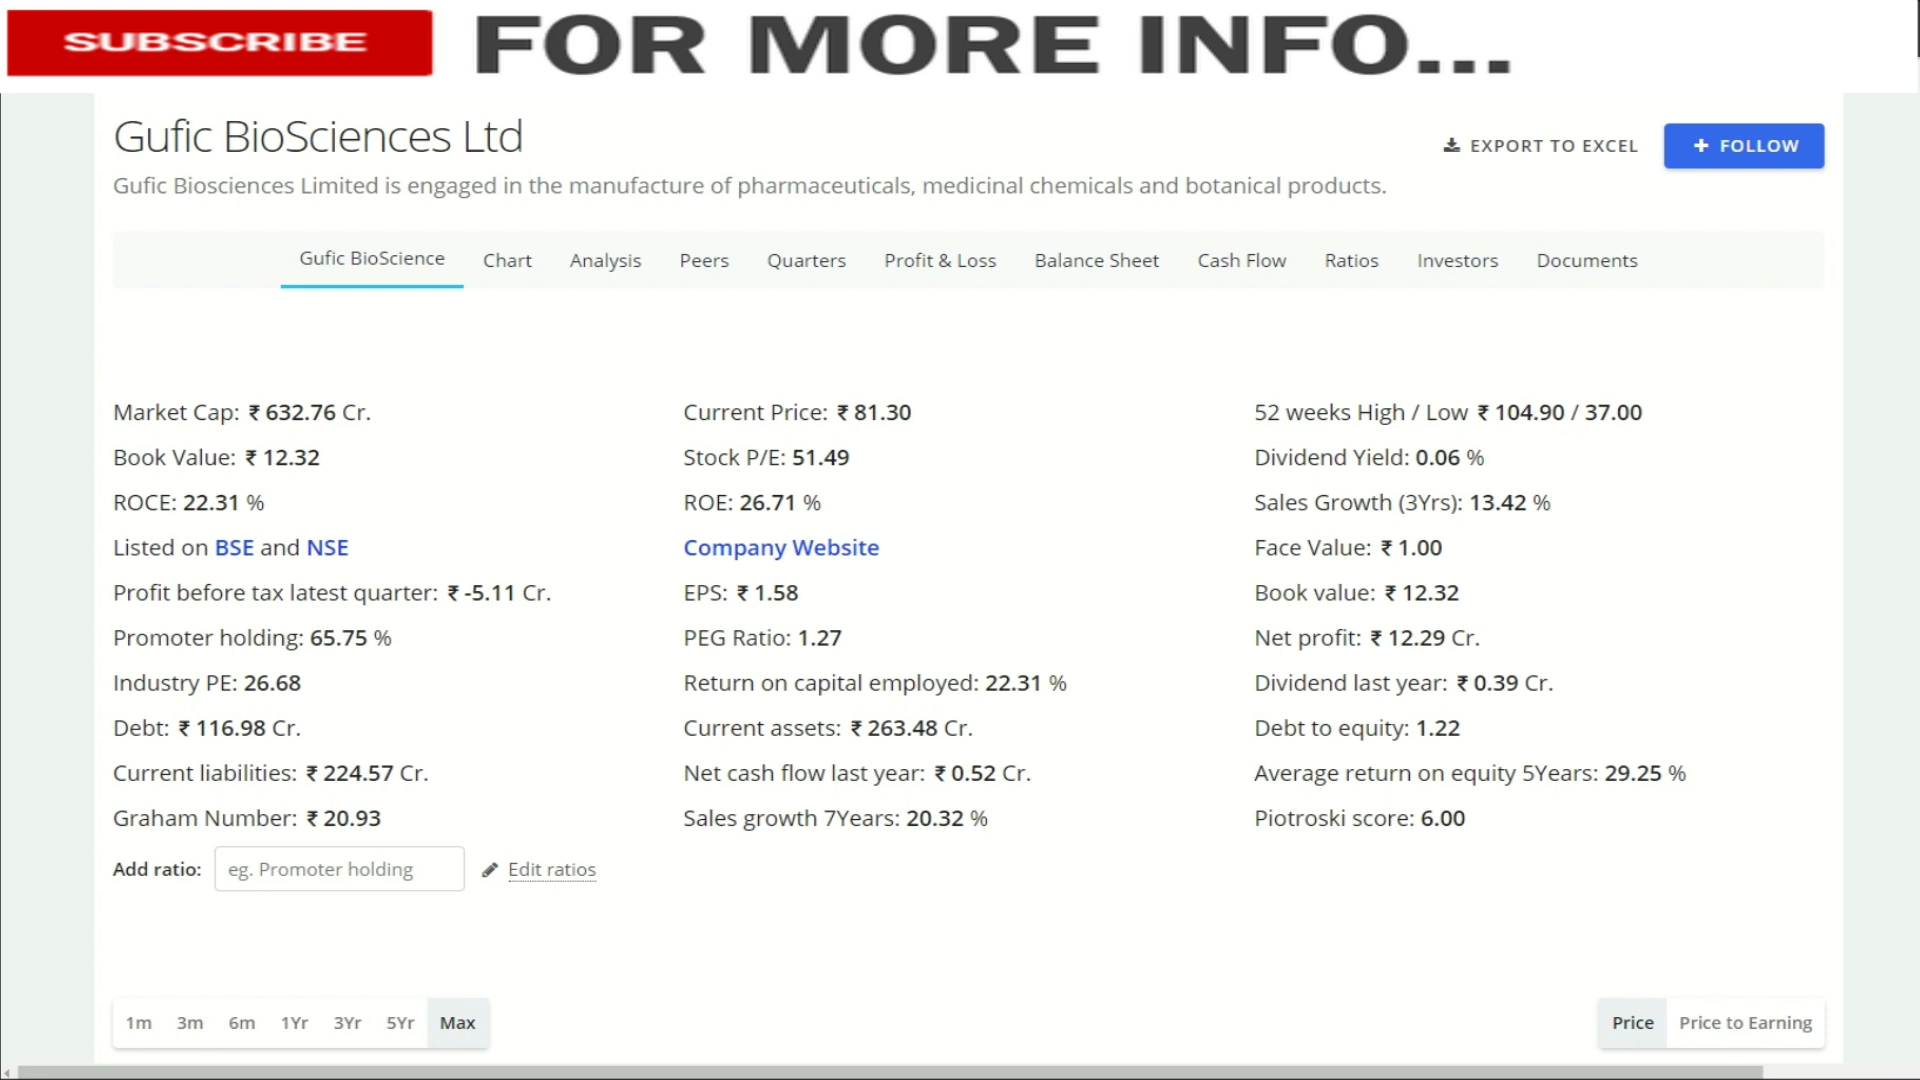 SUBSCRIBE FOR MORE INFO...
Gufic BioSciences Ltd
EXPORT TO EXCEL
+ FOLLOW
Gufic Biosciences Limited is engaged in the manufacture of pharmaceuticals, medicinal chemicals and botanical products.
Gufic BioScience Chart Analysis Peers Quarters Profit & Loss Balance Sheet Cash Flow Ratios Investors Documents
Market Cap: ₹ 632.76 Cr. Current Price: ₹ 81.30 52 weeks High / Low ₹ 104.90 / 37.00
Book Value: ₹ 12.32 Stock P/E: 51.49 Dividend Yield: 0.06 %
ROCE: 22.31 % ROE: 26.71 % Sales Growth (3Yrs): 13.42 %
Listed on BSE and NSE Company Website Face Value: ₹ 1.00
Profit before tax latest quarter: ₹ -5.11 Cr. EPS: ₹ 1.58 Book value: ₹ 12.32
Promoter holding: 65.75 % PEG Ratio: 1.27 Net profit: ₹ 12.29 Cr.
Industry PE: 26.68 Return on capital employed: 22.31 % Dividend last year: ₹ 0.39 Cr.
Debt: ₹ 116.98 Cr. Current assets: ₹ 263.48 Cr. Debt to equity: 1.22
Current liabilities: ₹ 224.57 Cr. Net cash flow last year: ₹ 0.52 Cr. Average return on equity 5Years: 29.25 %
Graham Number: ₹ 20.93 Sales growth 7Years: 20.32 % Piotroski score: 6.00
Add ratio: eg. Promoter holding Edit ratios
1m 3m 6m 1Yr 3Yr 5Yr Max Price Price to Earning